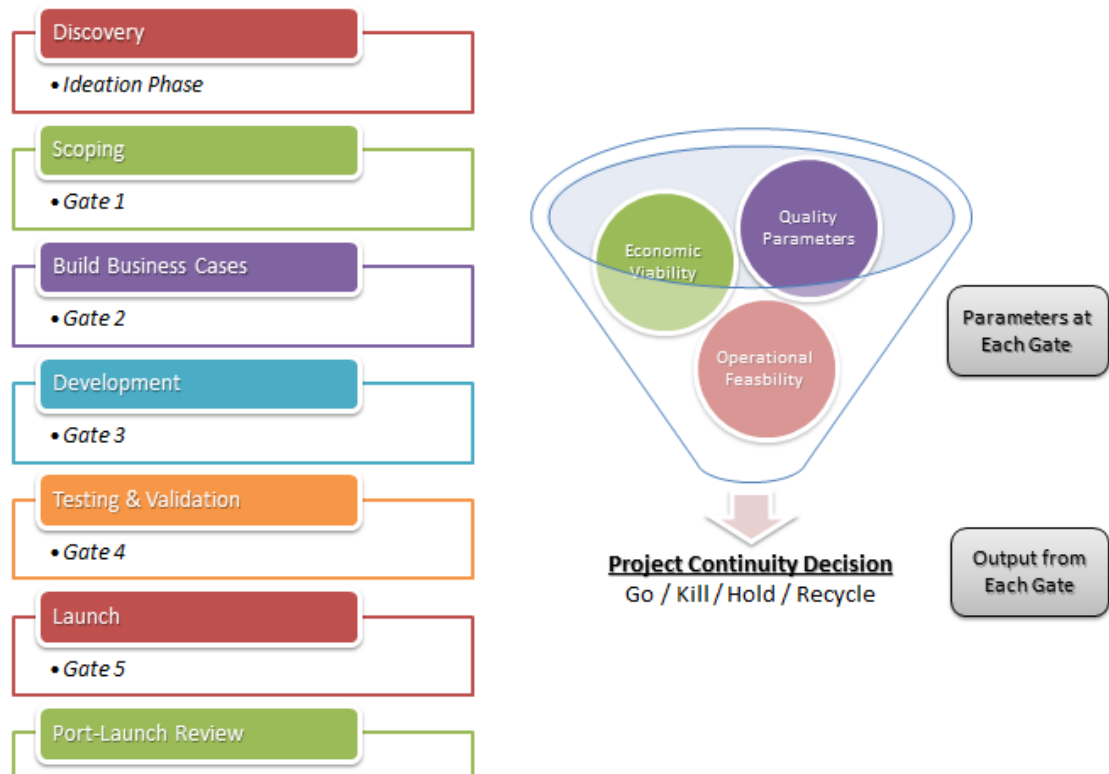 Discovery
• Ideation Phase
Scoping
• Gate 1
Build Business Cases
• Gate 2
Development
• Gate 3
Testing & Validation
• Gate 4
Launch
• Gate 5
Port-Launch Review
Quality
Parameters
Economic
Viability
Operational
Feasbility
Parameters at
Each Gate
Project Continuity Decision
Go / Kill / Hold / Recycle
Output from
Each Gate